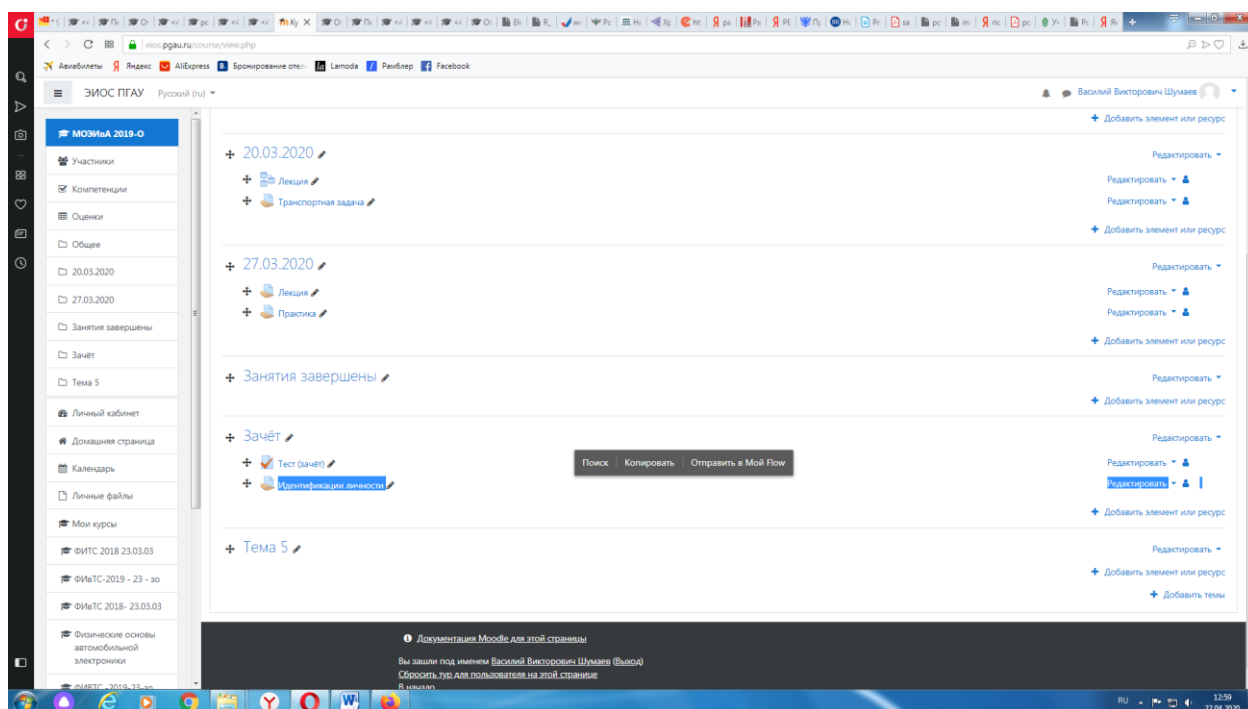 eios.pgau.ru/course/view.php
Авиабилеты Яндекс AliExpress Бронирование отел Lamoda Рамблер Facebook
ЭИОС ПГАУ Русский (ru)
Василий Викторович Шумаев
Добавить элемент или ресурс
МОЭИвА 2019-О
Участники
Компетенции
Оценки
Общее
20.03.2020
27.03.2020
Занятия завершены
Зачёт
Тема 5
Личный кабинет
Домашняя страница
Календарь
Личные файлы
Мои курсы
ФИТС 2018 23.03.03
ФИвТС-2019 - 23 - зо
ФИвТС 2018- 23.03.03
Физические основы
автомобильной
электроники
20.03.2020 Редактировать
Лекция Редактировать
Транспортная задача Редактировать
Добавить элемент или ресурс
27.03.2020 Редактировать
Лекция Редактировать
Практика Редактировать
Добавить элемент или ресурс
Занятия завершены Редактировать
Добавить элемент или ресурс
Зачёт Редактировать
Тест (зачёт) Редактировать
Поиск Копировать Отправить в Мой Flow
Идентификации личности Редактировать
Добавить элемент или ресурс
Тема 5 Редактировать
Добавить элемент или ресурс
Добавить темы
Документация Moodle для этой страницы
Вы зашли под именем Василий Викторович Шумаев (Выход)
Сбросить тур для пользователя на этой странице
В начало
RU 12:59
22.04.2020